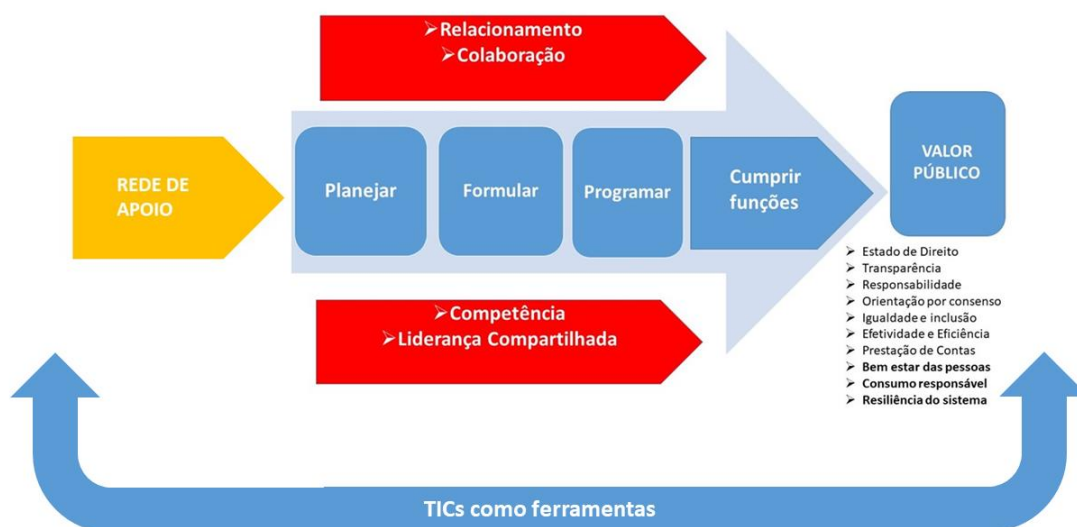 ➢Relacionamento
➢Colaboração
REDE DE
APOIO
Planejar
Formular
Programar
Cumprir
funções
VALOR
PÚBLICO
➢ Estado de Direito
➢ Transparência
➢ Responsabilidade
➢ Orientação por consenso
➢ Igualdade e inclusão
➢ Efetividade e Eficiência
➢ Prestação de Contas
➢ Bem estar das pessoas
➢ Consumo responsável
➢ Resiliência do sistema
➢Competência
➢Liderança Compartilhada
TICs como ferramentas